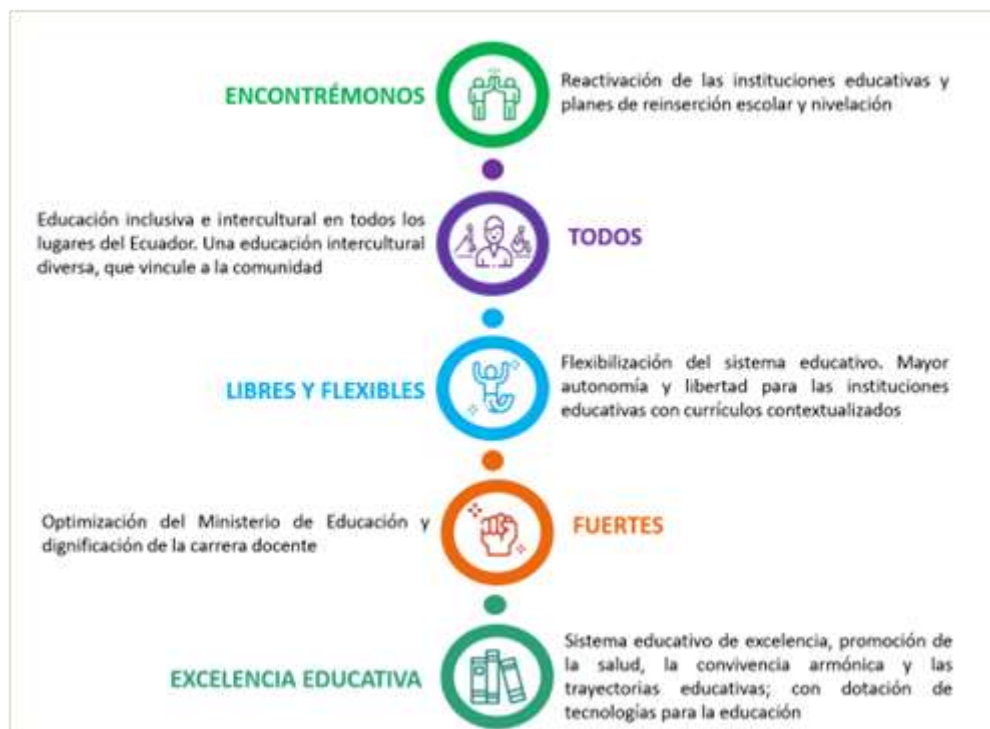 ENCONTRÉMONOS
Reactivación de las instituciones educativas y
planes de reinserción escolar y nivelación
Educación inclusiva e intercultural en todos los
lugares del Ecuador. Una educación intercultural
diversa, que vincule a la comunidad
TODOS
LIBRES Y FLEXIBLES
Flexibilización del sistema educativo. Mayor
autonomía y libertad para las instituciones
educativas con currículos contextualizados
Optimización del Ministerio de Educación y
dignificación de la carrera docente
FUERTES
EXCELENCIA EDUCATIVA
Sistema educativo de excelencia, promoción de
la salud, la convivencia armónica y las
trayectorias educativas; con dotación de
tecnologías para la educación